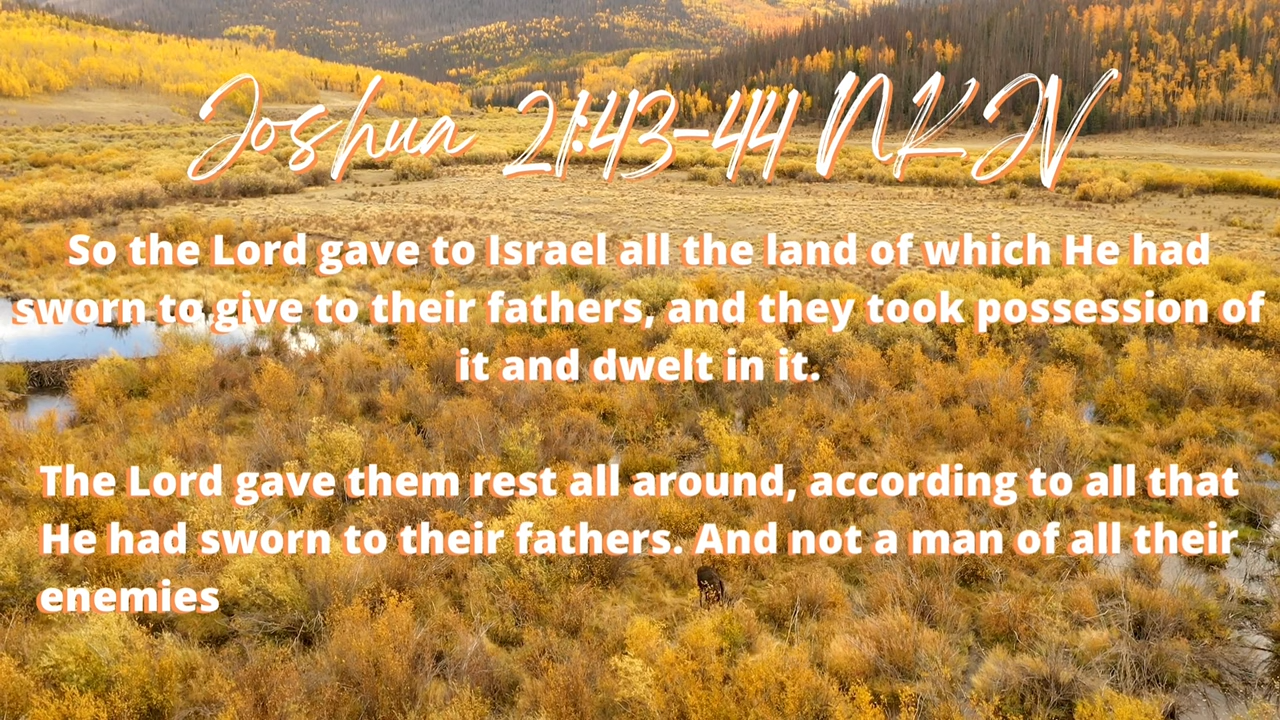 Joshua 21:43-44 NKJV
So the Lord gave to Israel all the land of which He had
sworn to give to their fathers, and they took possession of
it and dwelt in it.
The Lord gave them rest all around, according to all that
He had sworn to their fathers. And not a man of all their
enemies